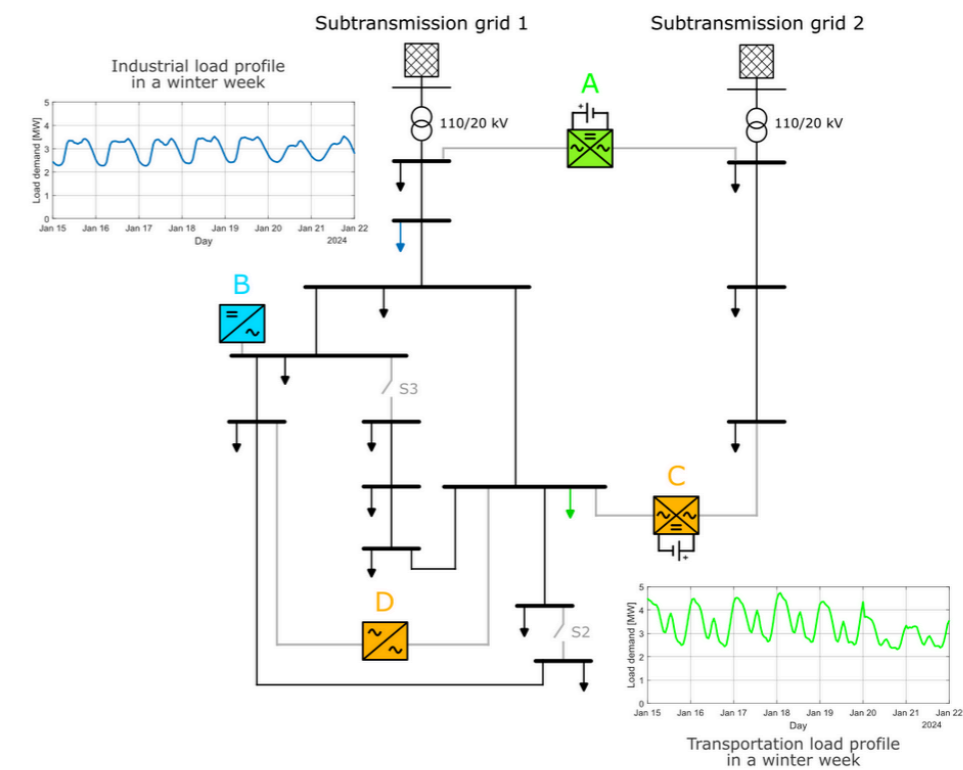 Subtransmission grid 1
Subtransmission grid 2
Industrial load profile
in a winter week
A
110/20 kV
110/20 kV
Load demand [MW]
5
4
3
2
1
0
Jan 15 Jan 16 Jan 17 Jan 18 Jan 19 Jan 20 Jan 21 Jan 22
Day
2024
B
S3
C
D
S2
Load demand [MW]
5
4
3
2
1
0
Jan 15 Jan 16 Jan 17 Jan 18 Jan 19 Jan 20 Jan 21 Jan 22
Day
2024
Transportation load profile
in a winter week